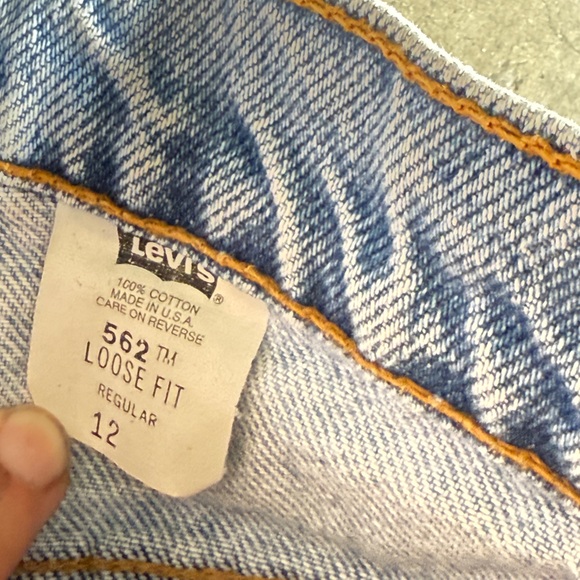 Levi's ®
100% COTTON
MADE IN U.S.A.
CARE ON REVERSE
562 TM
LOOSE FIT
REGULAR
12